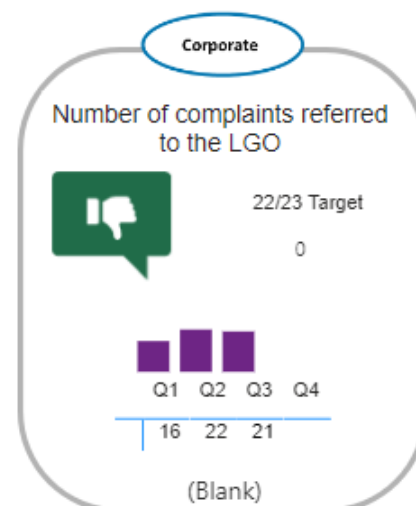 Corporate
Number of complaints referred
to the LGO
22/23 Target
0
Q1 Q2 Q3 Q4
16 22 21
(Blank)